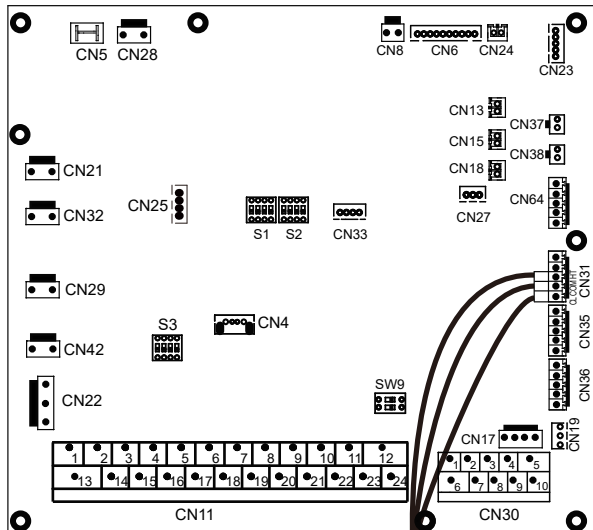 CN5
CN28
CN8
CN6
CN24
CN23
CN13
CN37
CN15
CN38
CN18
CN21
CN25
CN32
CN27
CN64
S1
S2
CN33
CN31
CL COM HT
CN29
S3
CN4
CN35
CN42
CN22
SW9
CN36
CN17
CN19
1 2 3 4 5 6 7 8 9 10 11 12
13 14 15 16 17 18 19 20 21 22 23 24
CN11
1 2 3 4 5
6 7 8 9 10
CN30